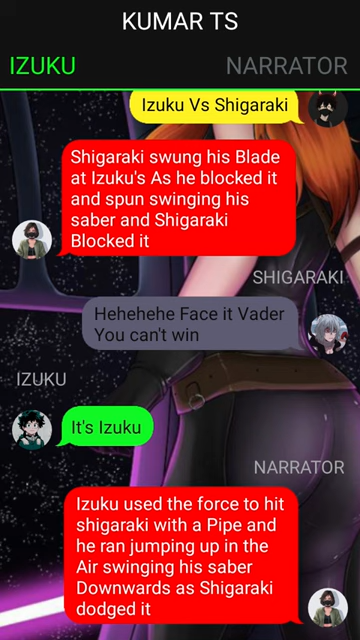 KUMAR TS
IZUKU
NARRATOR
Izuku Vs Shigaraki
Shigaraki swung his Blade
at Izuku's As he blocked it
and spun swinging his
saber and Shigaraki
Blocked it
SHIGARAKI
Hehehehe Face it Vader
You can't win
IZUKU
It's Izuku
NARRATOR
Izuku used the force to hit
shigaraki with a Pipe and
he ran jumping up in the
Air swinging his saber
Downwards as Shigaraki
dodged it